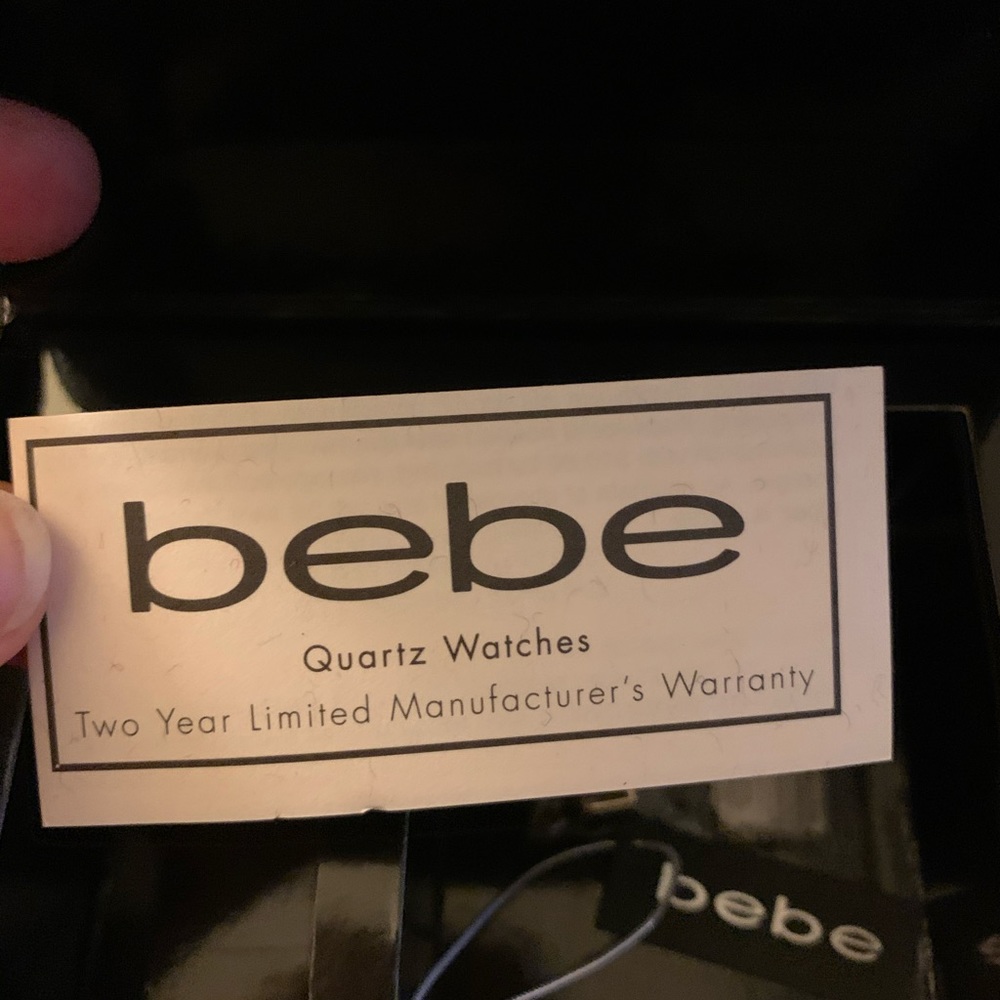 bebe
Quartz Watches
Two Year Limited Manufacturer's Warranty
bebe